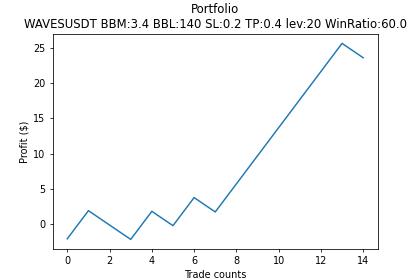 Portfolio
WAVESUSDT BBM:3.4 BBL:140 SL:0.2 TP:0.4 lev:20 WinRatio:60.0
25
20
15
10
5
0
Profit ($)
0 2 4 6 8 10 12 14
Trade counts